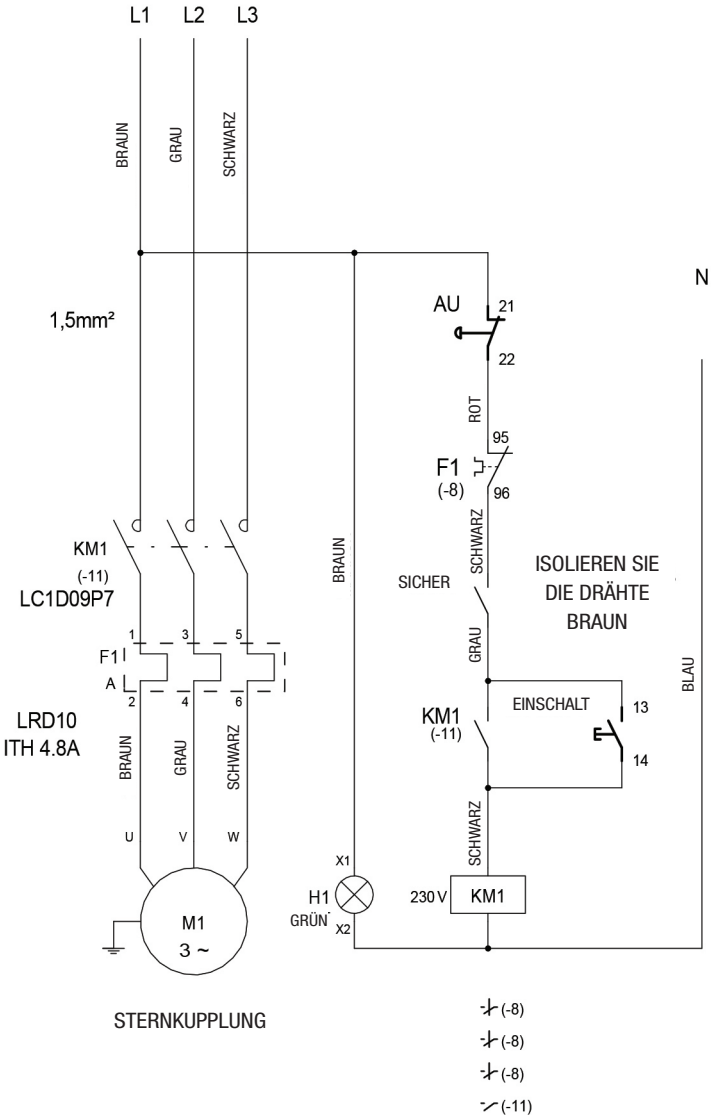 L1 L2 L3
BRAUN
GRAU
SCHWARZ
N
AU
21
1,5mm²
22
ROT
95
F1
(-8)
96
SCHWARZ
BRAUN
KM1
(-11)
LC1D09P7
SICHER
ISOLIEREN SIE
DIE DRÄHTE
BRAUN
GRAU
1 3 5
F1
A
2 4 6
BLAU
EINSCHALT
13
KM1
(-11)
14
LRD10
ITH 4.8A
BRAUN
GRAU
SCHWARZ
SCHWARZ
U V W
X1
H1
GRÜN
X2
230 V
KM1
M1
3 ~
STERNKUPPLUNG
(-8)
(-8)
(-8)
(-11)